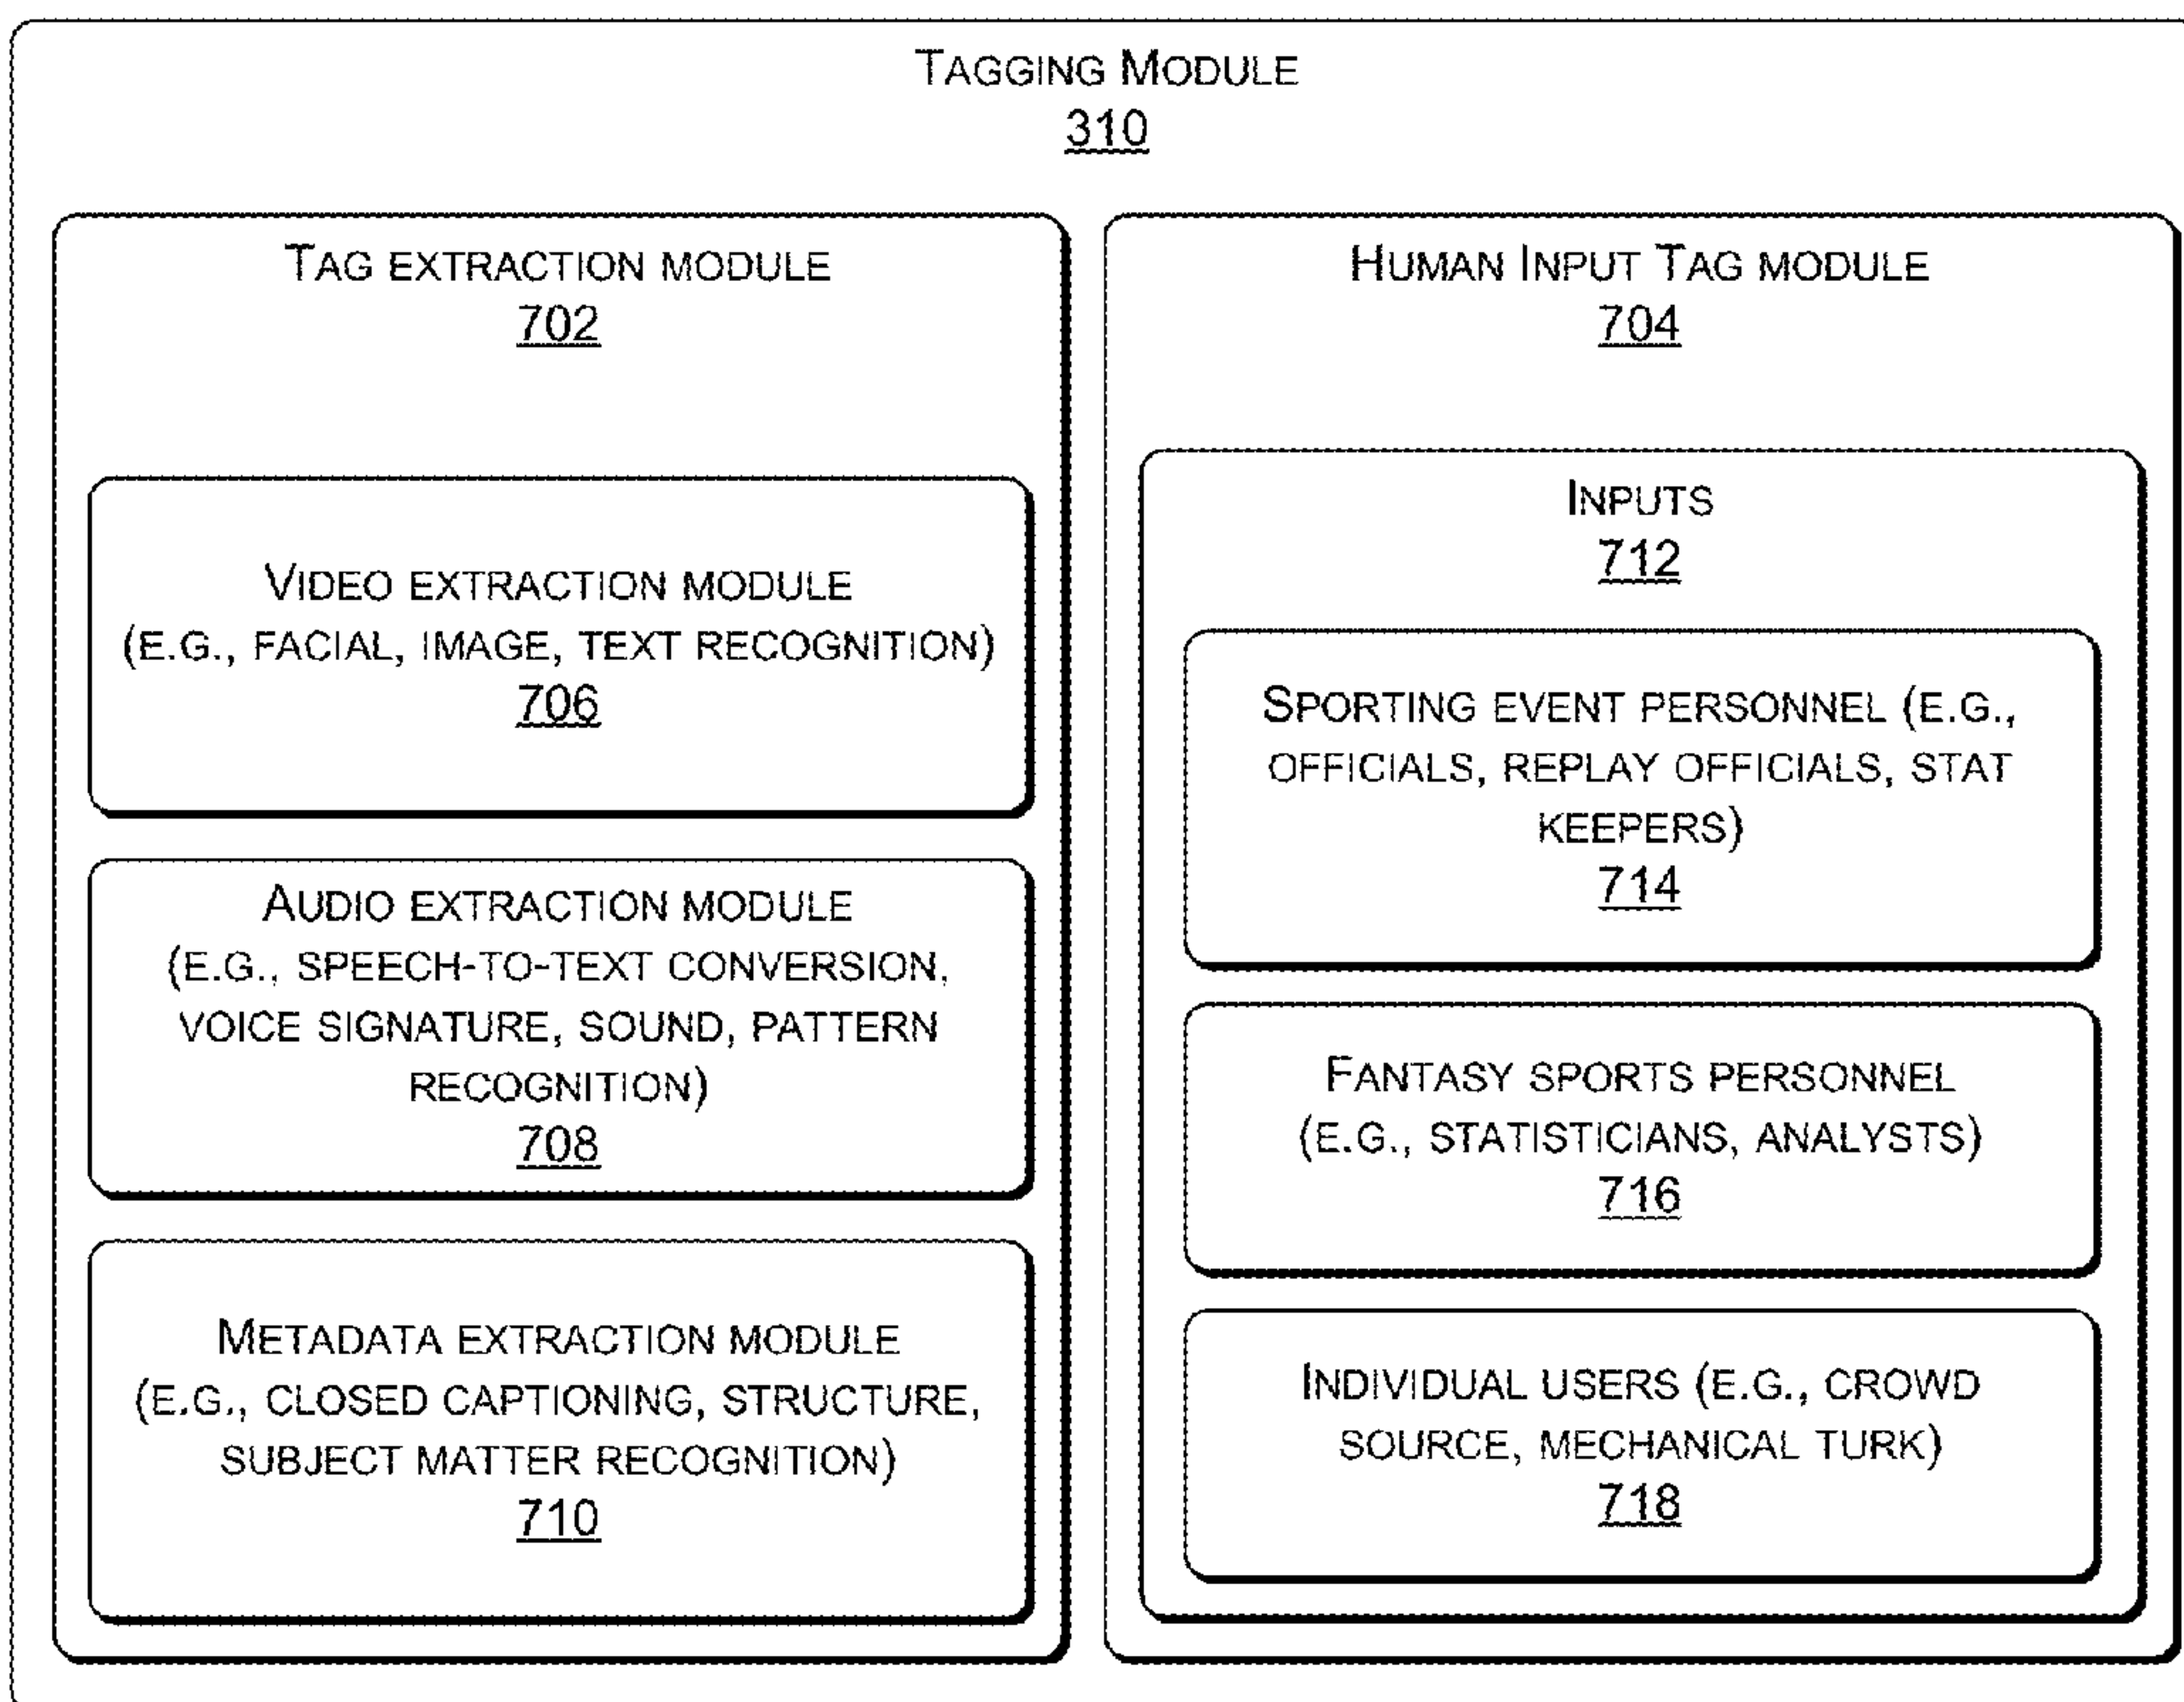 TAGGING MODULE
310
TAG EXTRACTION MODULE
702
VIDEO EXTRACTION MODULE
(E.G., FACIAL, IMAGE, TEXT RECOGNITION)
706
AUDIO EXTRACTION MODULE
(E.G., SPEECH-TO-TEXT CONVERSION,
VOICE SIGNATURE, SOUND, PATTERN
RECOGNITION)
708
METADATA EXTRACTION MODULE
(E.G., CLOSED CAPTIONING, STRUCTURE,
SUBJECT MATTER RECOGNITION)
710
HUMAN INPUT TAG MODULE
704
INPUTS
712
SPORTING EVENT PERSONNEL (E.G.,
OFFICIALS, REPLAY OFFICIALS, STAT
KEEPERS)
714
FANTASY SPORTS PERSONNEL
(E.G., STATISTICIANS, ANALYSTS)
716
INDIVIDUAL USERS (E.G., CROWD
SOURCE, MECHANICAL TURK)
718